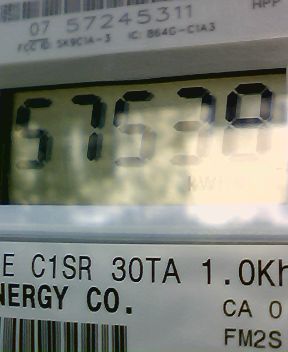 HPP
07 57245311
FCC ID: SK9C1A-3 IC: 864G-C1A3
57538
kWh
E C1SR 30TA 1.0Kh
NERGY CO.
CA 0
FM2S